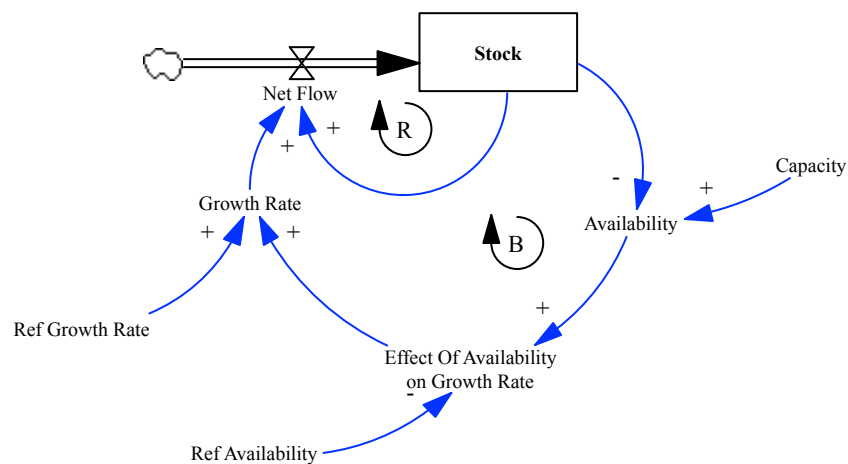 Stock
Net Flow
R
+
+
Capacity
-
+
Growth Rate
Availability
+
+
B
+
Ref Growth Rate
Effect Of Availability
on Growth Rate
-
Ref Availability